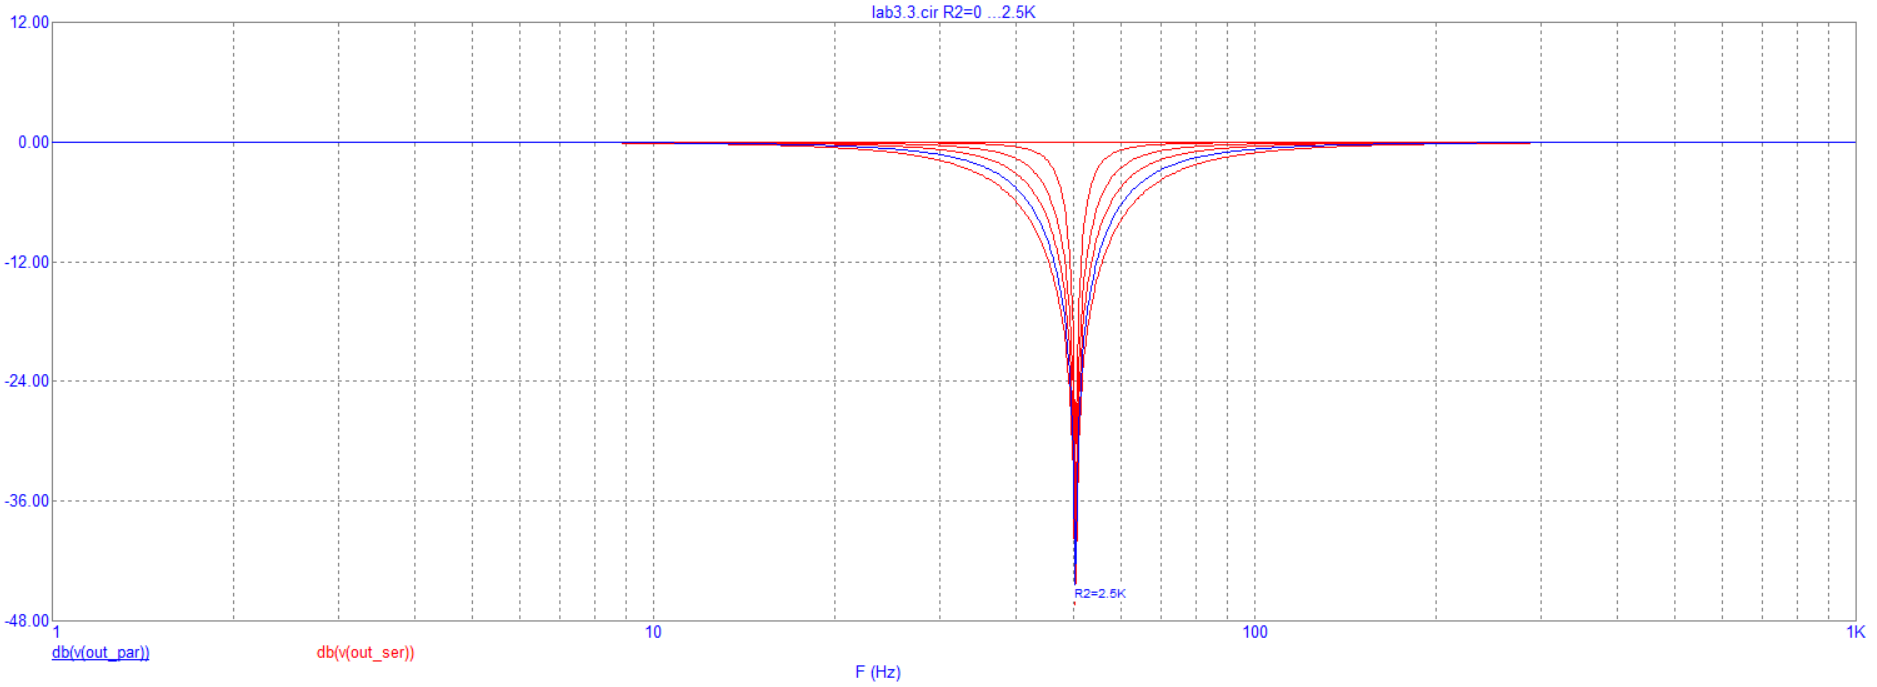 lab3.3.cir R2=0 ...2.5K
12.00
0.00
-12.00
-24.00
-36.00
R2=2.5K
-48.00
1 10 100 1K
db(v(out_par)) db(v(out_ser))
F (Hz)